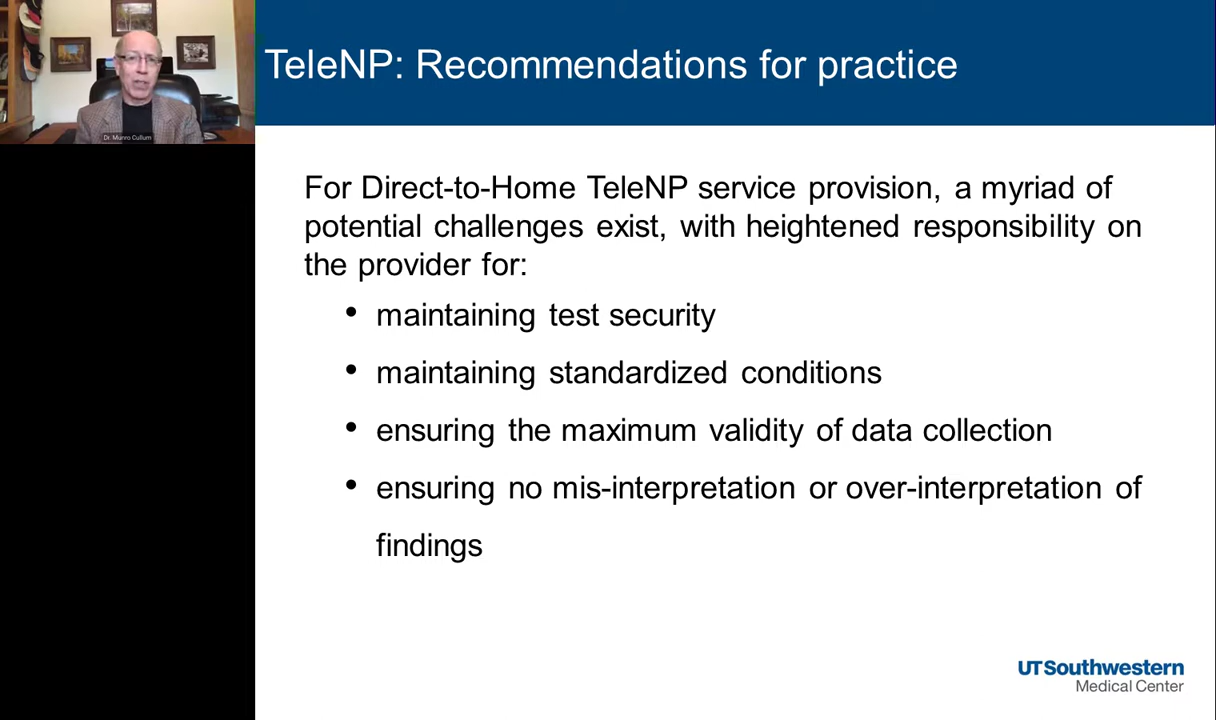 TeleNP: Recommendations for practice
Dr. Munro Cullum
For Direct-to-Home TeleNP service provision, a myriad of
potential challenges exist, with heightened responsibility on
the provider for:
• maintaining test security
• maintaining standardized conditions
• ensuring the maximum validity of data collection
• ensuring no mis-interpretation or over-interpretation of
findings
UTSouthwestern
Medical Center